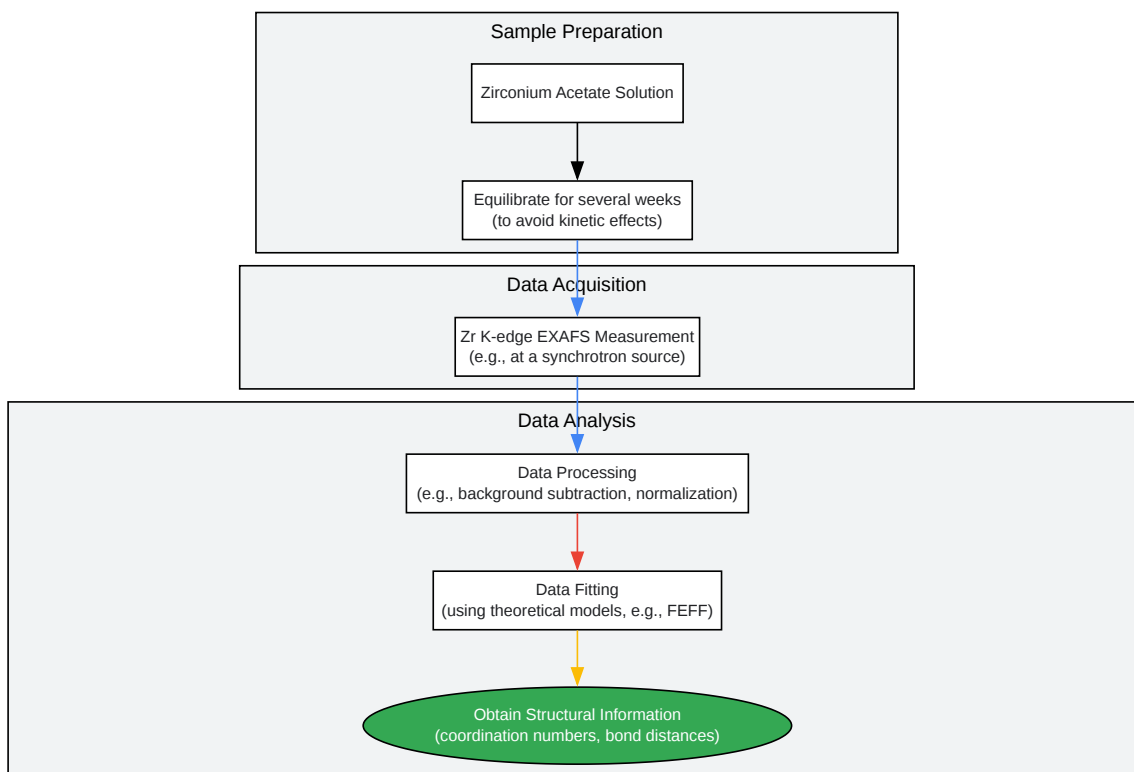 Sample Preparation
Zirconium Acetate Solution
Equilibrate for several weeks
(to avoid kinetic effects)
Data Acquisition
Zr K-edge EXAFS Measurement
(e.g., at a synchrotron source)
Data Analysis
Data Processing
(e.g., background subtraction, normalization)
Data Fitting
(using theoretical models, e.g., FEFF)
Obtain Structural Information
(coordination numbers, bond distances)